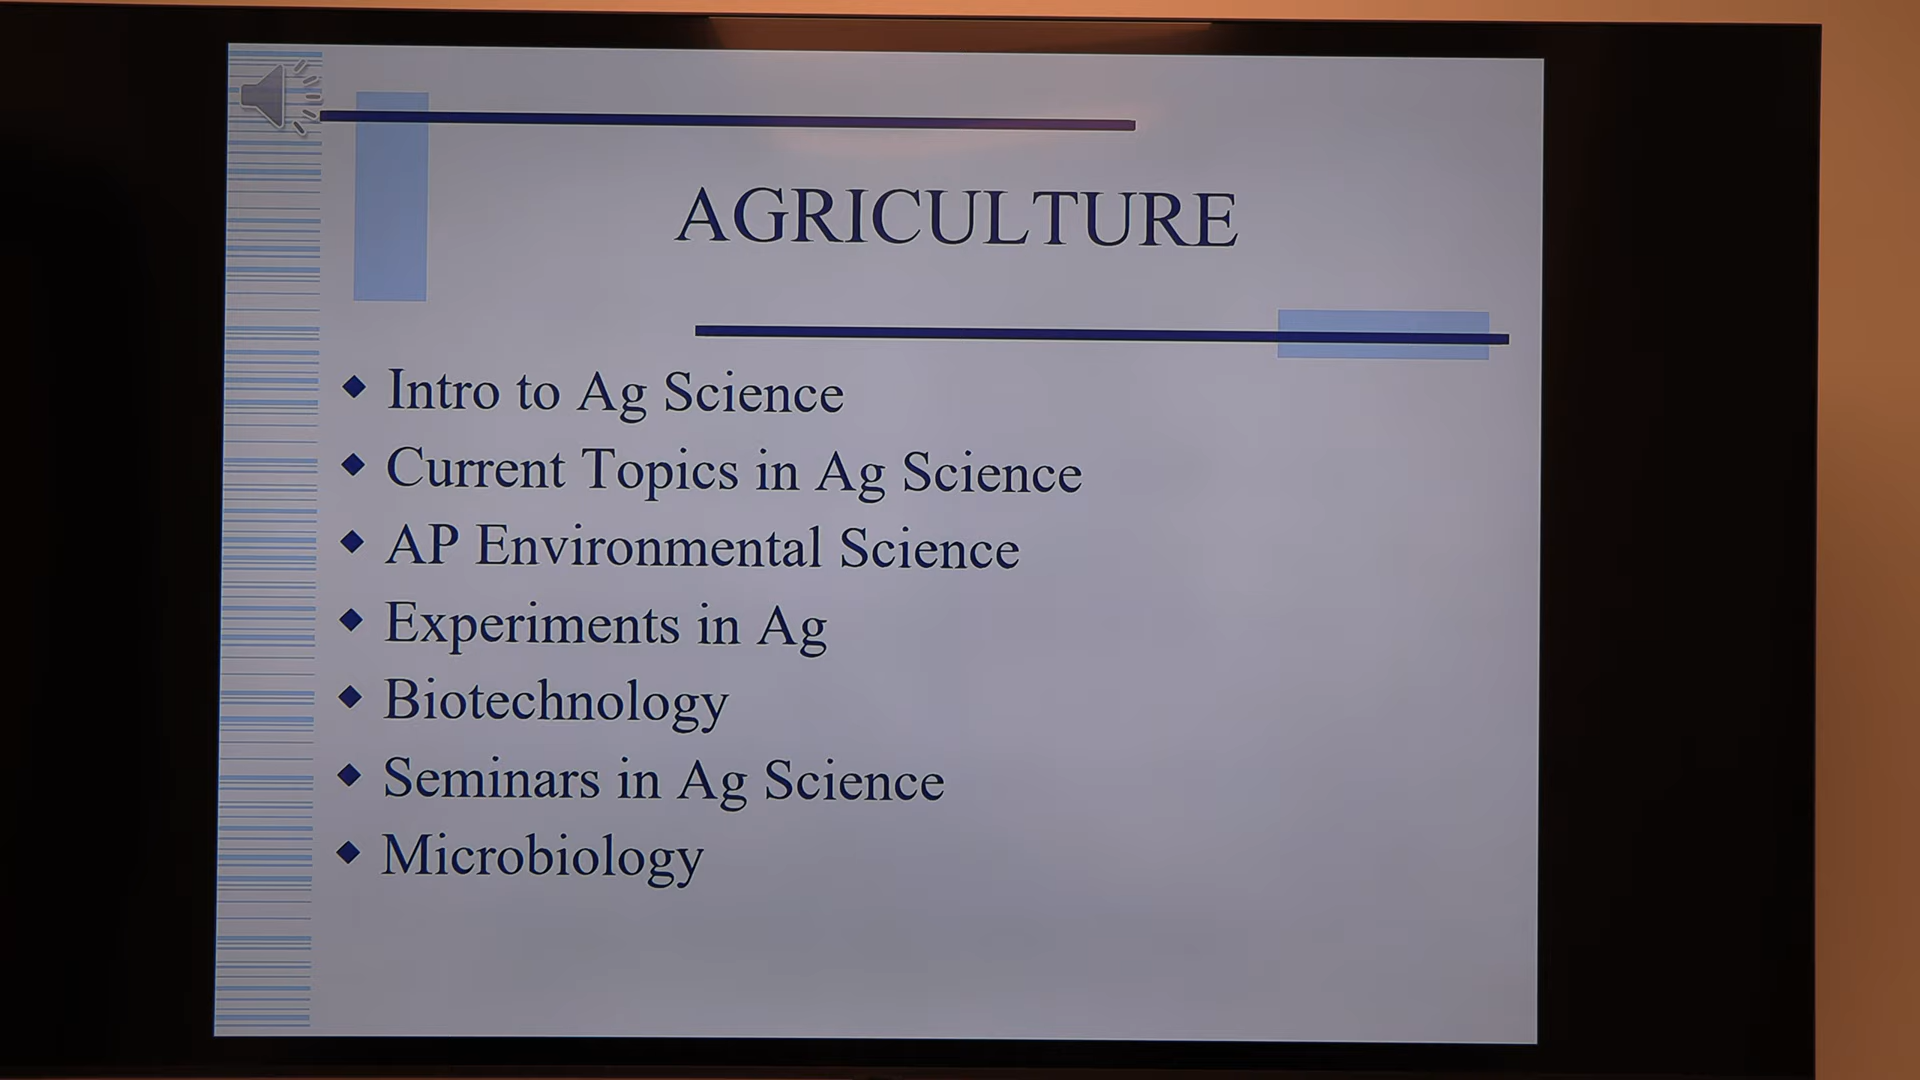 AGRICULTURE
Intro to Ag Science
Current Topics in Ag Science
AP Environmental Science
Experiments in Ag
Biotechnology
Seminars in Ag Science
Microbiology